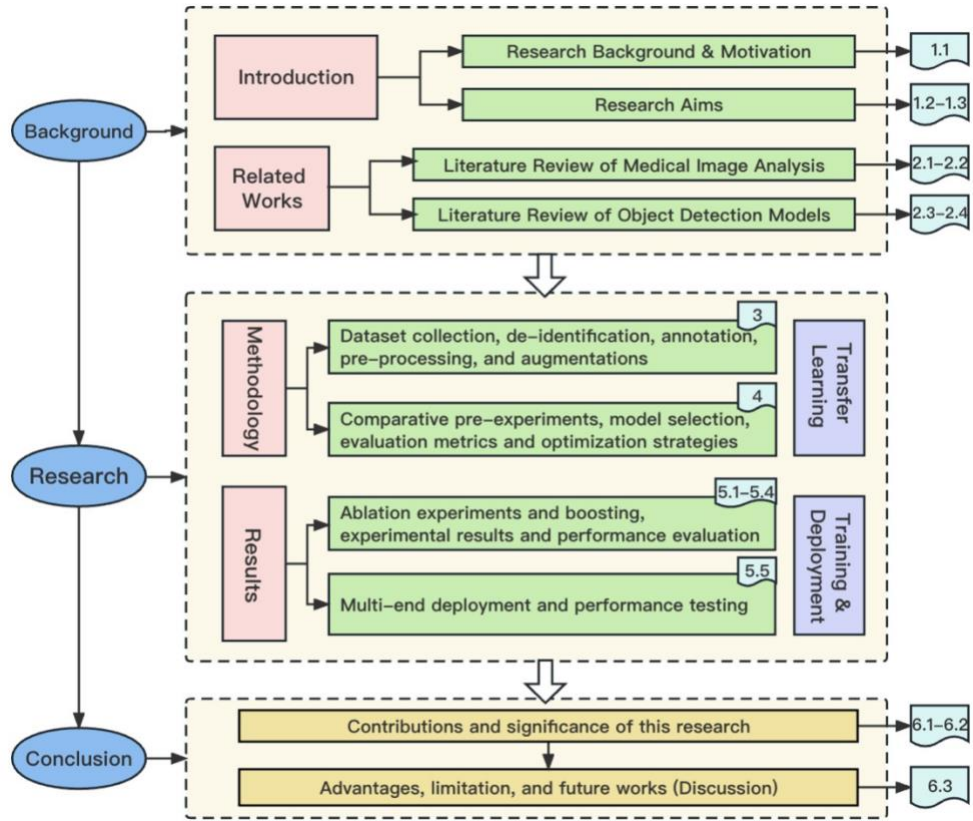 Background
Introduction
Research Background & Motivation
1.1
Research Aims
1.2–1.3
Related
Works
Literature Review of Medical Image Analysis
2.1–2.2
Literature Review of Object Detection Models
2.3–2.4
Research
Methodology
3
Dataset collection, de–identification, annotation,
pre–processing, and augmentations
4
Comparative pre–experiments, model selection,
evaluation metrics and optimization strategies
Transfer
Learning
Results
5.1–5.4
Ablation experiments and boosting,
experimental results and performance evaluation
5.5
Multi–end deployment and performance testing
Training &
Deployment
Conclusion
Contributions and significance of this research
6.1–6.2
Advantages, limitation, and future works (Discussion)
6.3